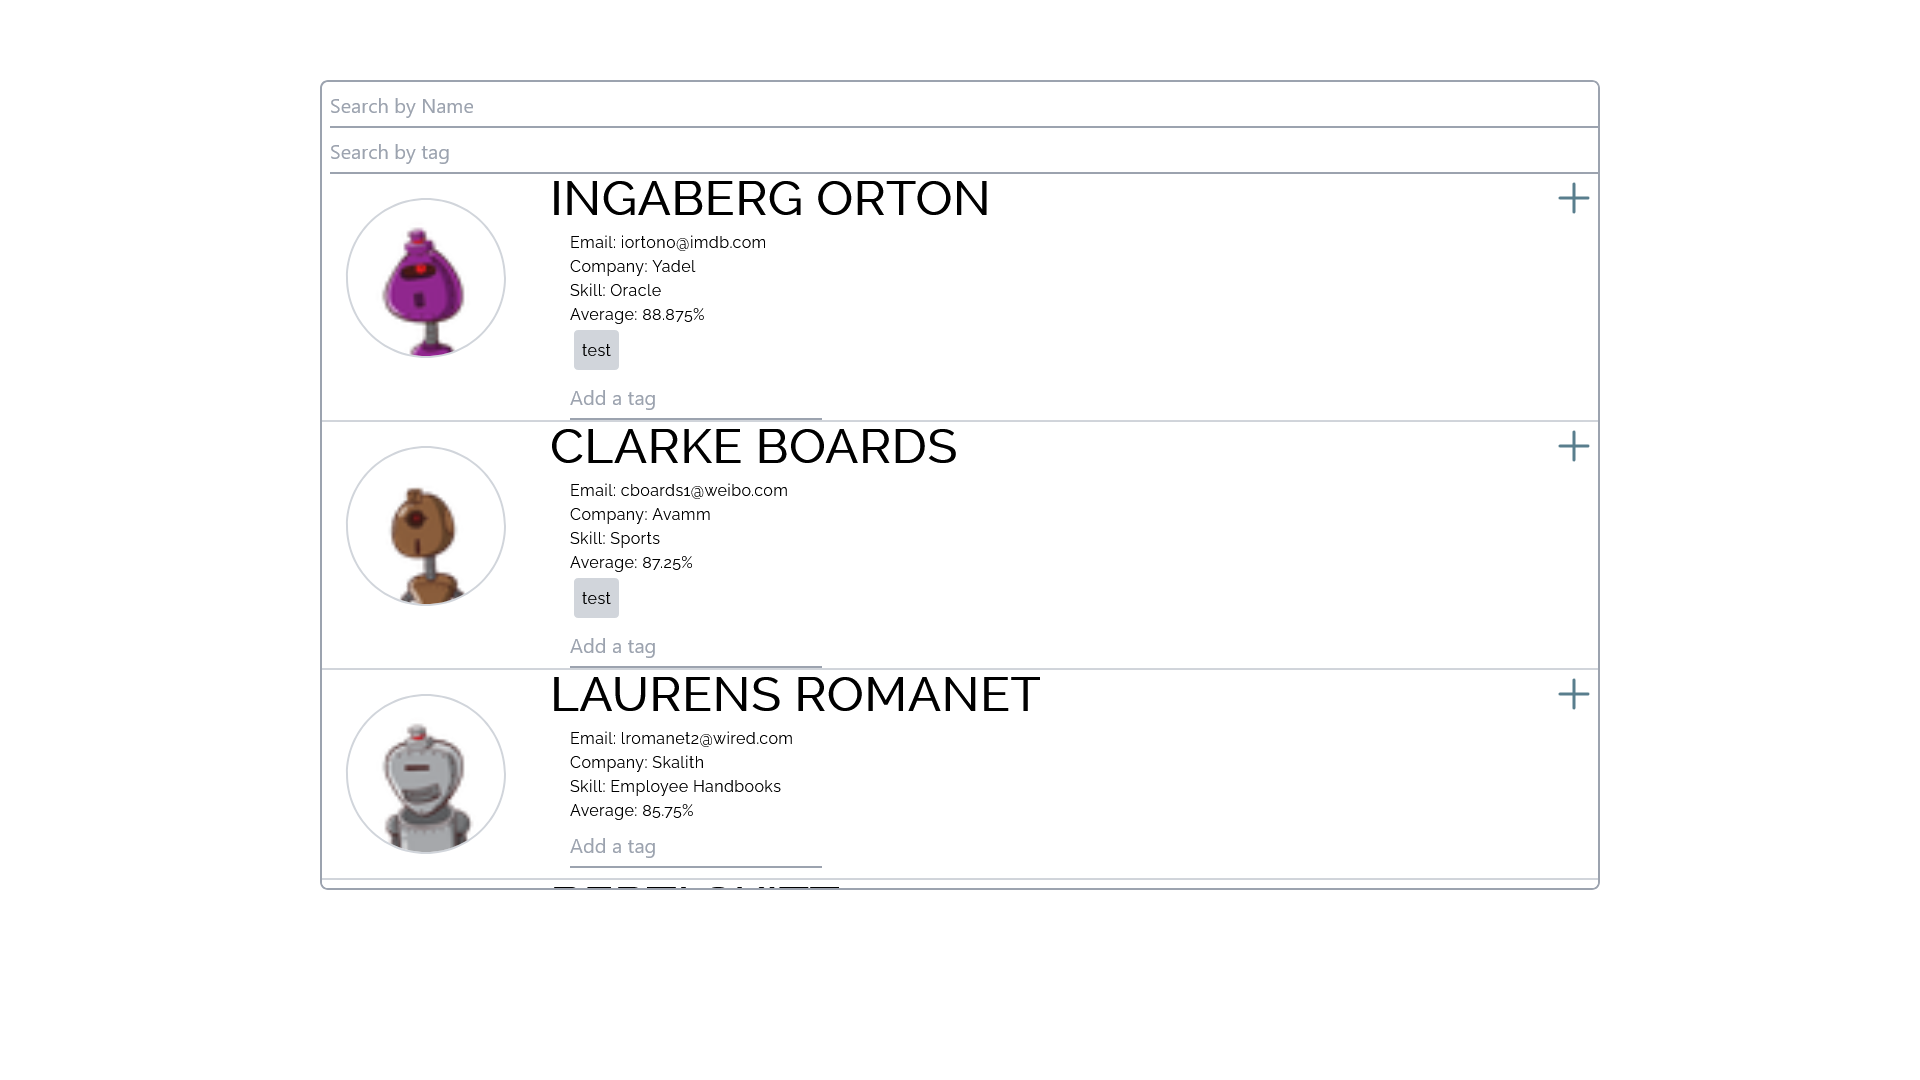 Search by Name
Search by tag
INGABERG ORTON
Email: iorton0@imdb.com
Company: Yadel
Skill: Oracle
Average: 88.875%
test
Add a tag
CLARKE BOARDS
Email: cboards1@weibo.com
Company: Avamm
Skill: Sports
Average: 87.25%
test
Add a tag
LAURENS ROMANET
Email: lromanet2@wired.com
Company: Skalith
Skill: Employee Handbooks
Average: 85.75%
Add a tag